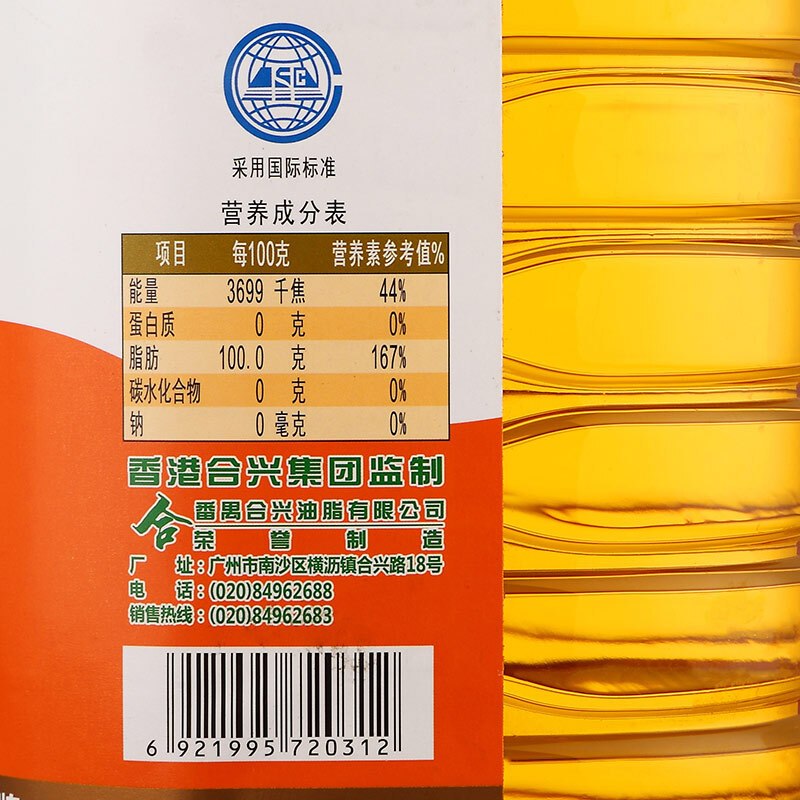 TSC
采用国际标准
营养成分表
项目 每100克 营养素参考值%
能量 3699 千焦 44%
蛋白质 0 克 0%
脂肪 100.0 克 167%
碳水化合物 0 克 0%
钠 0 毫克 0%
香港合兴集团监制
合 番禺合兴油脂有限公司
荣誉制造
厂 址:广州市南沙区横沥镇合兴路18号
电 话:(020)84962688
销售热线:(020)84962683
6 921995 720312